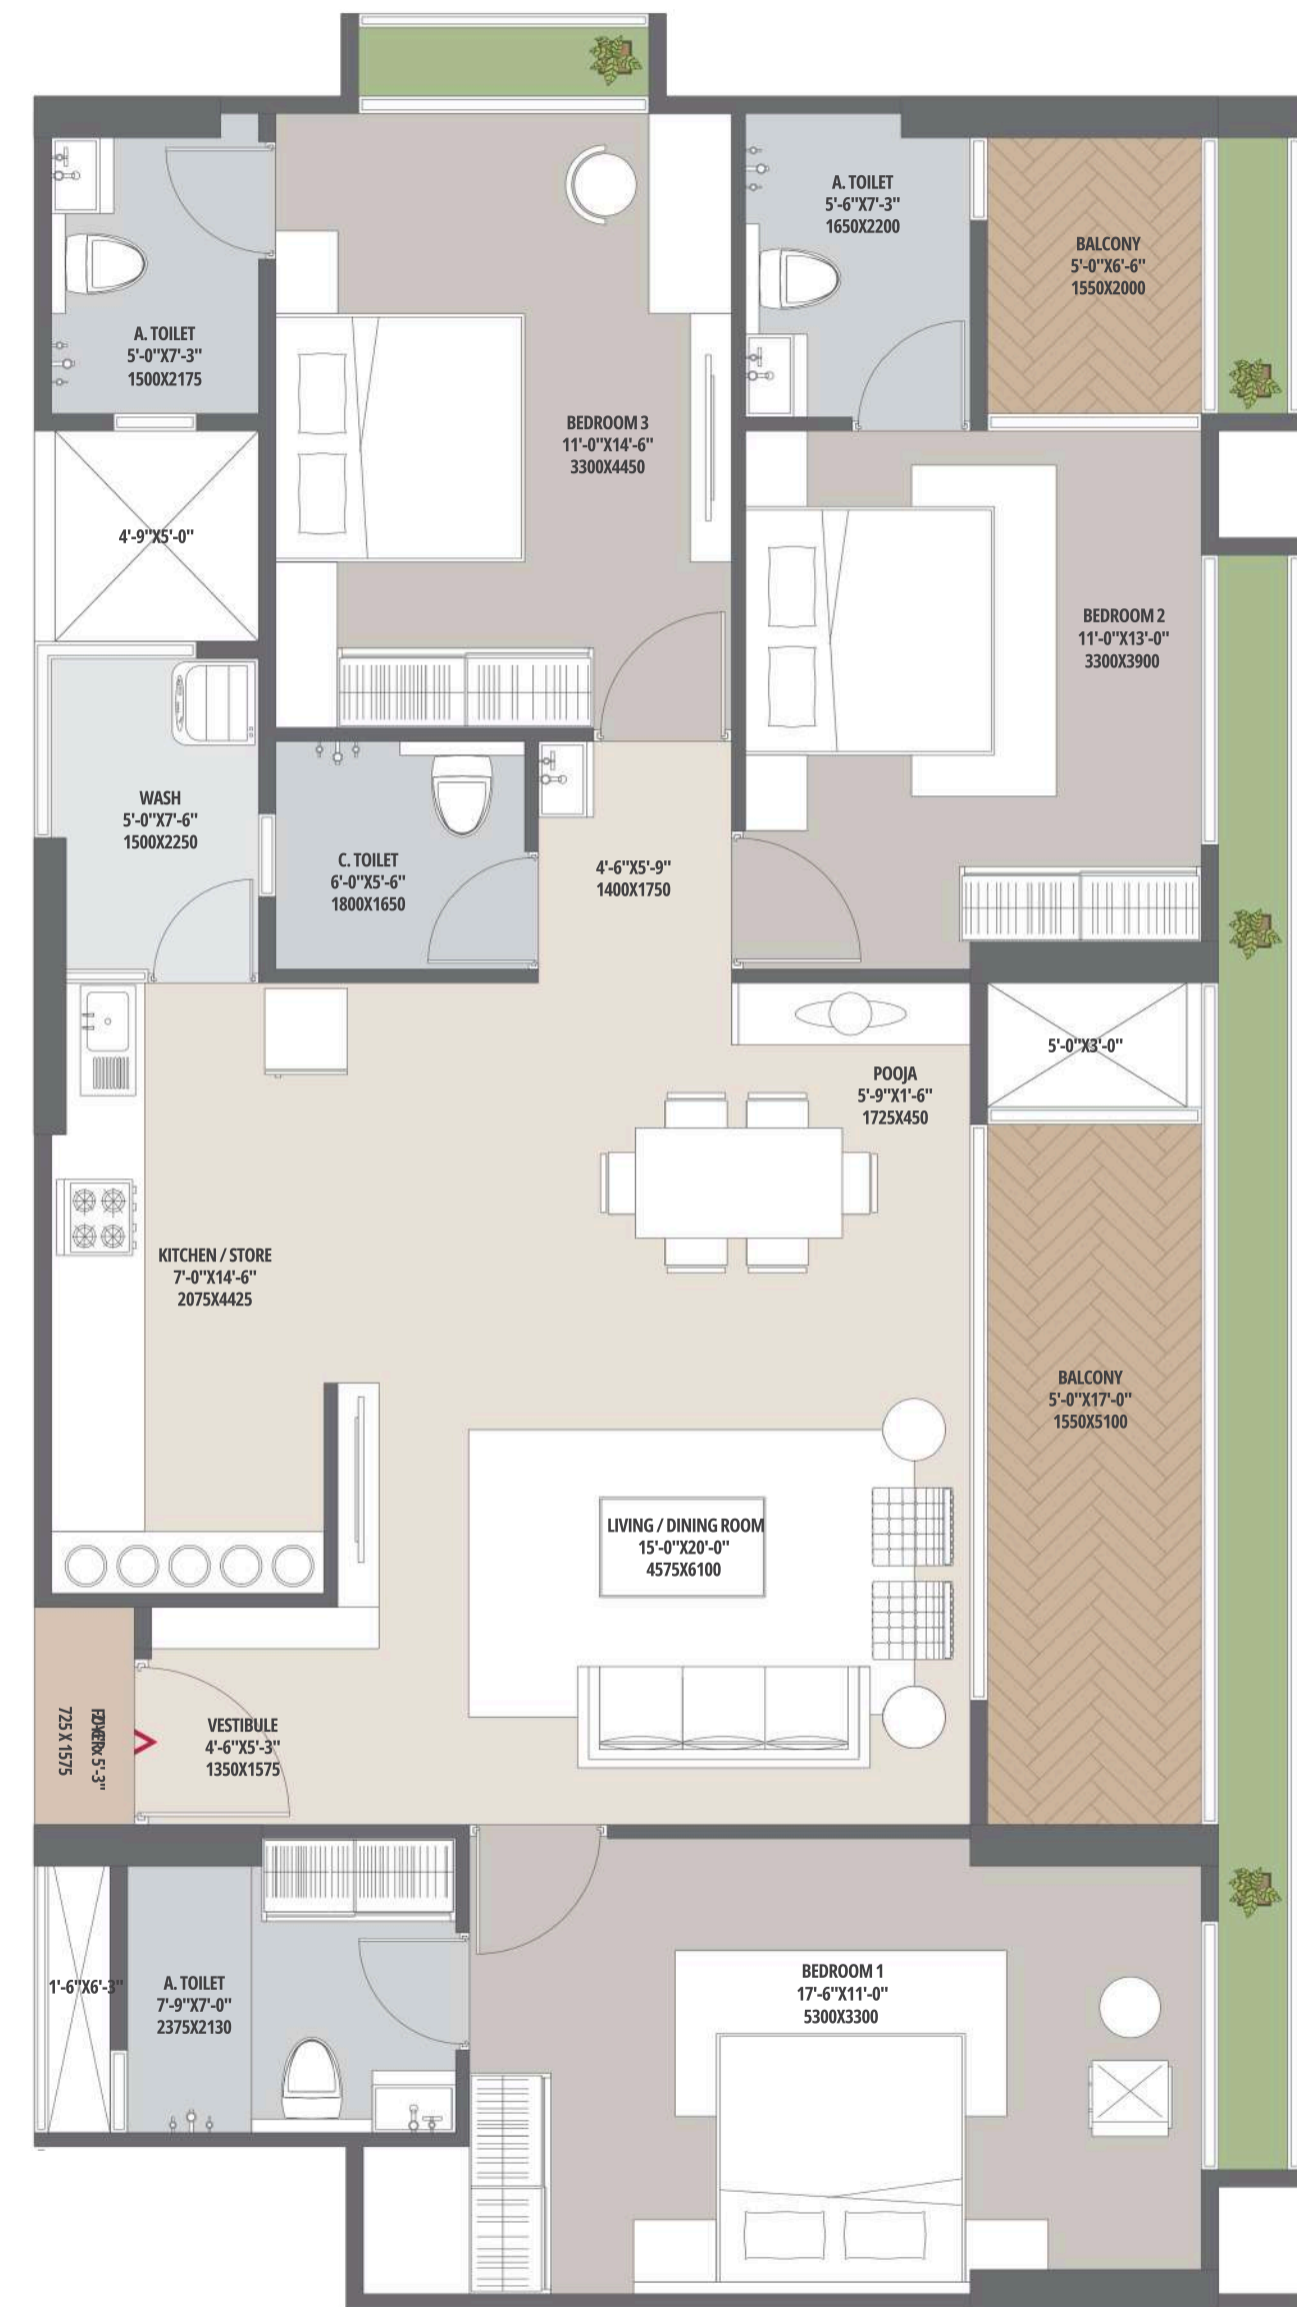 A. TOILET
5'-6"X7'-3"
1650X2200
BALCONY
5'-0"X6'-6"
1550X2000
A. TOILET
5'-0"X7'-3"
1500X2175
BEDROOM 3
11'-0"X14'-6"
3300X4450
4'-9"X5'-0"
BEDROOM 2
11'-0"X13'-0"
3300X3900
WASH
5'-0"X7'-6"
1500X2250
C. TOILET
6'-0"X5'-6"
1800X1650
4'-6"X5'-9"
1400X1750
5'-0"X3'-0"
POOJA
5'-9"X1'-6"
1725X450
KITCHEN / STORE
7'-0"X14'-6"
2075X4425
BALCONY
5'-0"X17'-0"
1550X5100
LIVING / DINING ROOM
15'-0"X20'-0"
4575X6100
5'-3"
725 X 1575
VESTIBULE
4'-6"X5'-3"
1350X1575
1'-6"X6'-3"
A. TOILET
7'-9"X7'-0"
2375X2130
BEDROOM 1
17'-6"X11'-0"
5300X3300